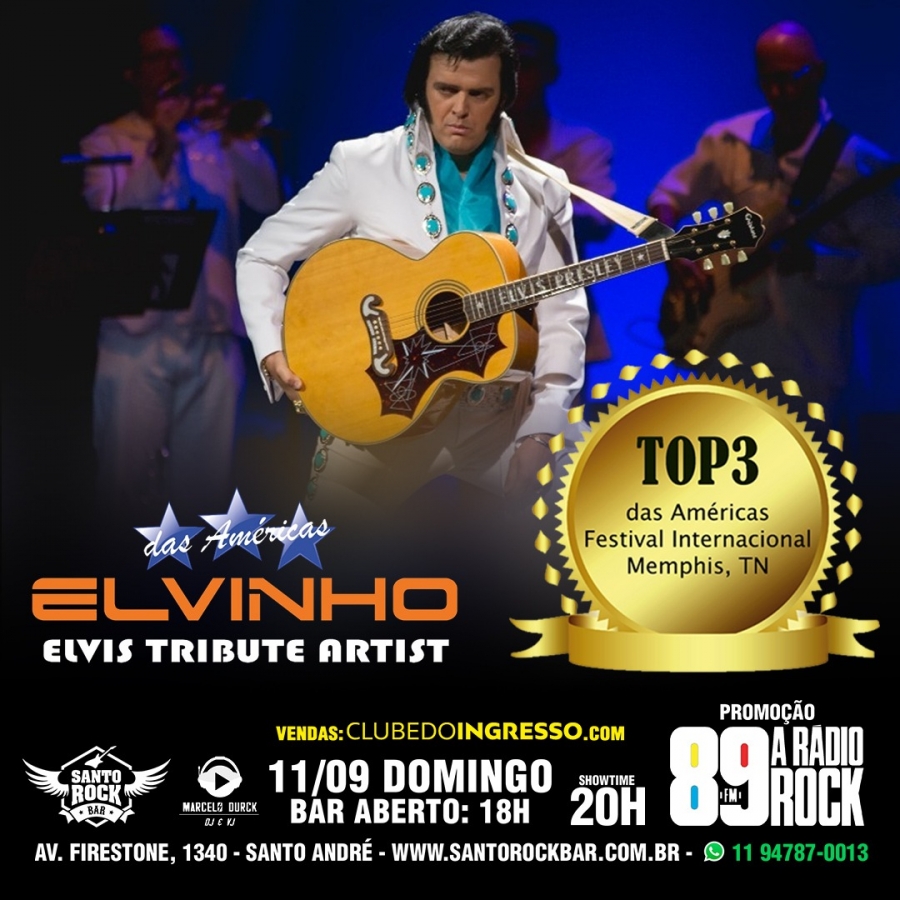 Epiphone
ELVIS PRESLEY
TOP3
das Américas
Festival Internacional
Memphis, TN
das Américas
ELVINHO
ELVIS TRIBUTE ARTIST
VENDAS: CLUBEDOINGRESSO.COM
PROMOÇÃO
89 FM A RÁDIO ROCK
SANTO
ROCK
BAR
MARCELO DURCK
DJ E VJ
11/09 DOMINGO
BAR ABERTO: 18H
SHOWTIME
20H
AV. FIRESTONE, 1340 - SANTO ANDRÉ - WWW.SANTOROCKBAR.COM.BR - 11 94787-0013